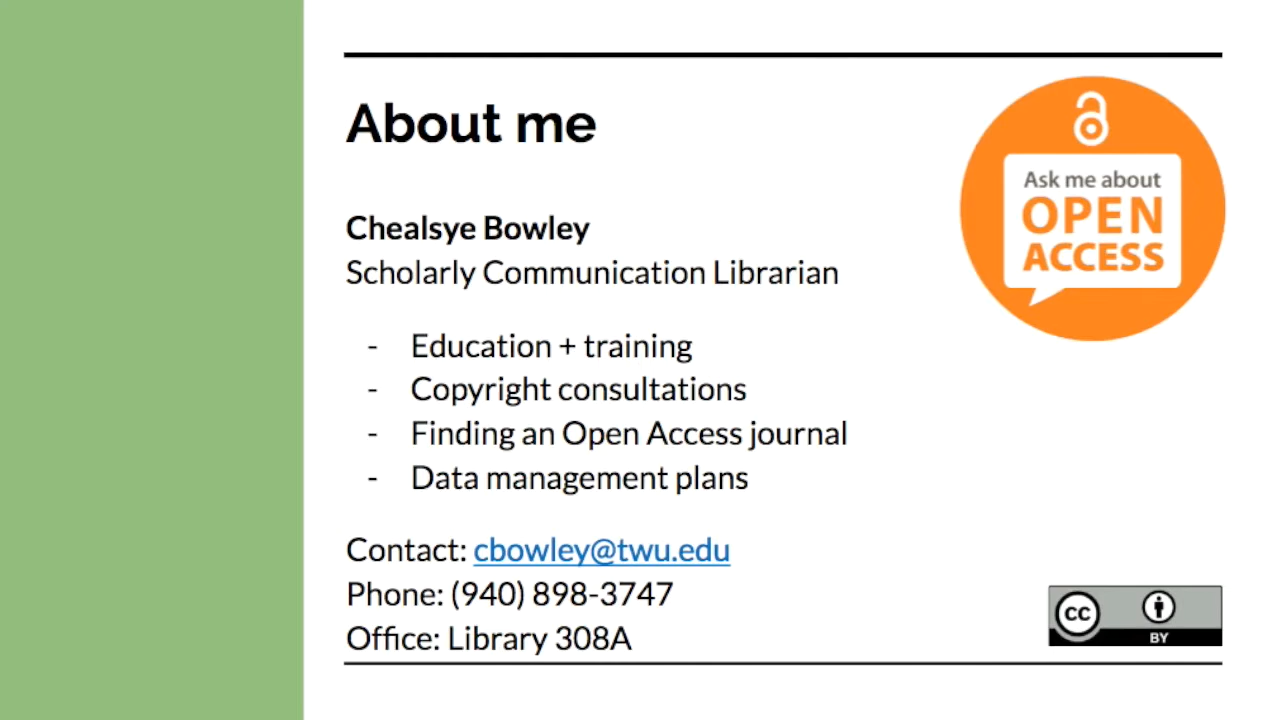 About me
Chealsye Bowley
Scholarly Communication Librarian
- Education + training
- Copyright consultations
- Finding an Open Access journal
- Data management plans
Contact: cbowley@twu.edu
Phone: (940) 898-3747
Office: Library 308A
Ask me about
OPEN
ACCESS
cc
BY